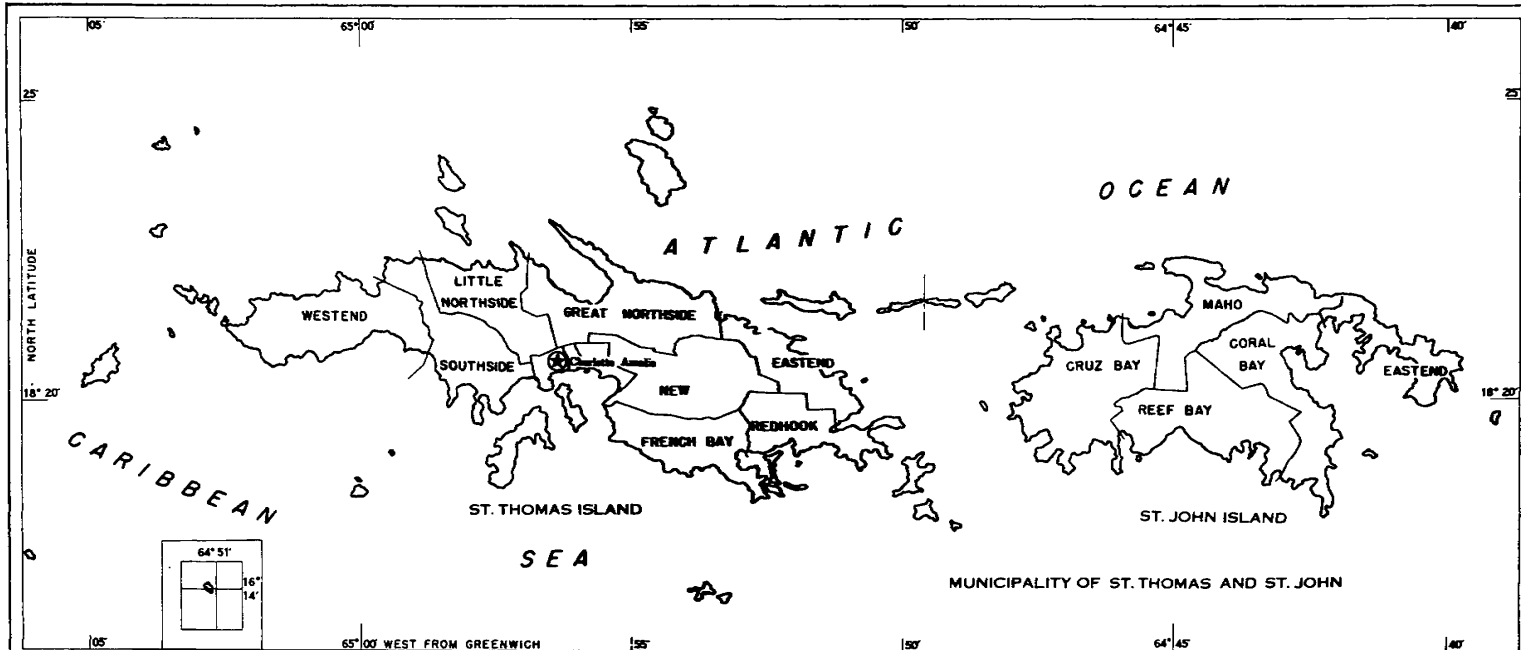 05' 65° 00' 55' 50' 64° 45' 40'
25' 25'
OCEAN
ATLANTIC
NORTH LATITUDE
LITTLE
NORTHSIDE
WESTEND
GREAT NORTHSIDE
MAHO
SOUTHSIDE
Charlotte Amalie
EASTEND
CORAL
BAY
CRUZ BAY
EASTEND
NEW
18° 20' 18° 20'
REEF BAY
REDHOOK
FRENCH BAY
CARIBBEAN
ST. THOMAS ISLAND
ST. JOHN ISLAND
SEA
64° 51'
16°
14'
MUNICIPALITY OF ST. THOMAS AND ST. JOHN
05' 65° 00' WEST FROM GREENWICH 55' 50' 64° 45' 40'